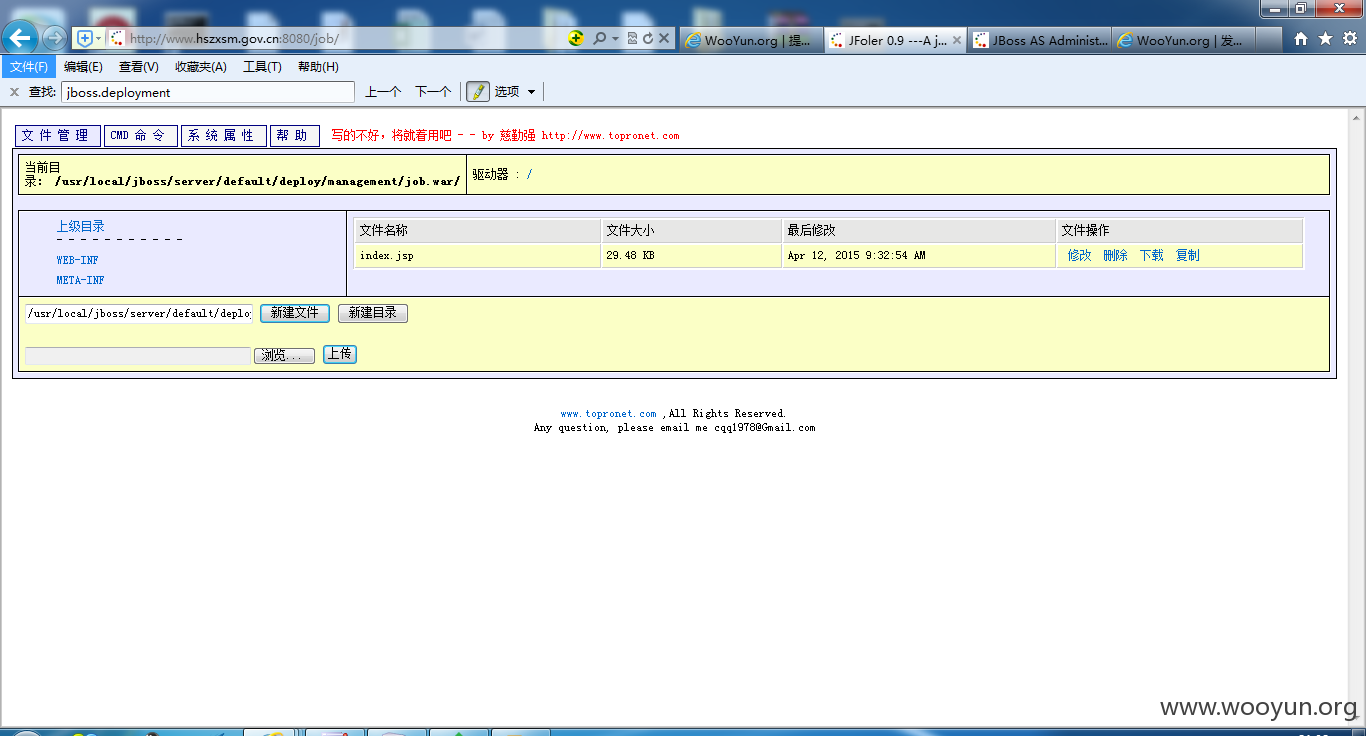 http://www.hszxsm.gov.cn:8080/job/
WooYun.org | 提...
JFoler 0.9 ---A j...
JBoss AS Administ...
WooYun.org | 发...
文件(F) 编辑(E) 查看(V) 收藏夹(A) 工具(T) 帮助(H)
查找: jboss.deployment 上一个 下一个 选项
文件管理 CMD 命令 系统属性 帮助 写的不好，将就着用吧 - - by 慈勤强 http://www.topronet.com
当前目
录: /usr/local/jboss/server/default/deploy/management/job.war/
驱动器 : /
上级目录
- - - - - - - - - - -
WEB-INF
META-INF
文件名称 文件大小 最后修改 文件操作
index.jsp 29.48 KB Apr 12, 2015 9:32:54 AM 修改 删除 下载 复制
/usr/local/jboss/server/default/deplo 新建文件 新建目录
浏览... 上传
www.topronet.com ,All Rights Reserved.
Any question, please email me cqq1978@Gmail.com
www.wooyun.org